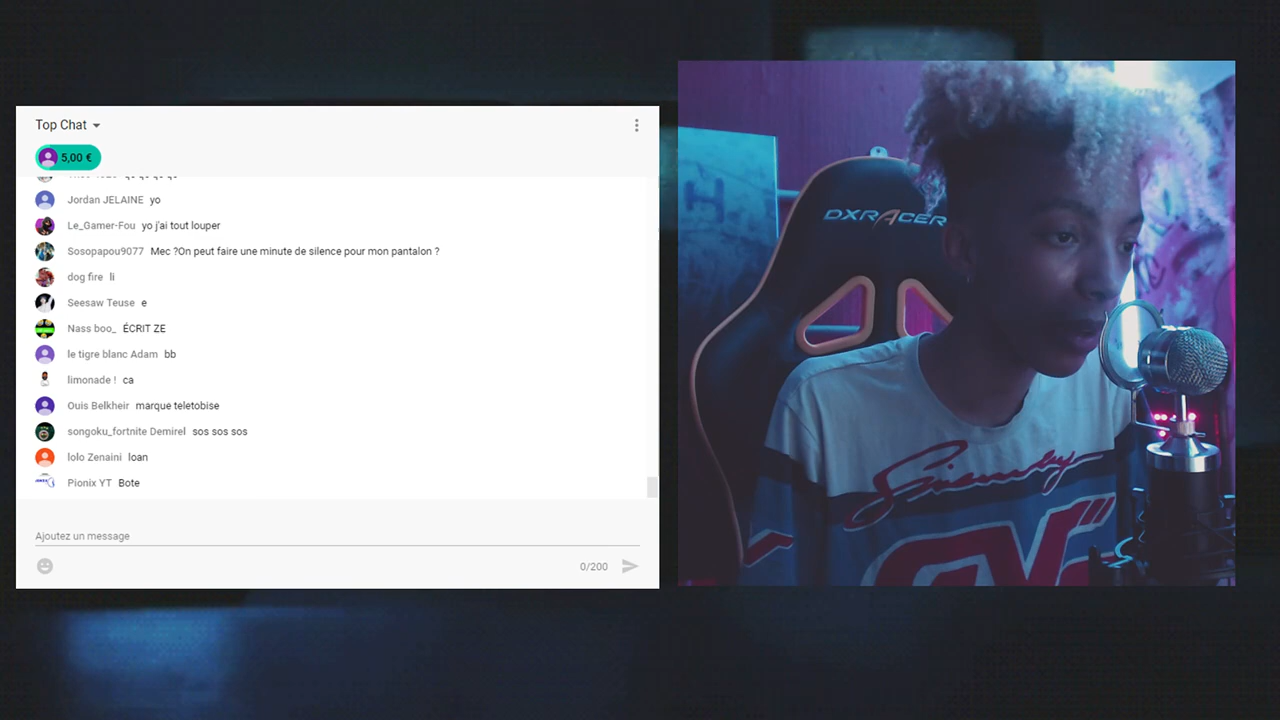 Top Chat
5,00 €
Jordan JELAINE yo
Le_Gamer-Fou yo j'ai tout louper
Sosopapou9077 Mec ?On peut faire une minute de silence pour mon pantalon ?
dog fire li
Seesaw Teuse e
Nass boo_ ÉCRIT ZE
le tigre blanc Adam bb
limonade ! ca
Ouis Belkheir marque teletobise
songoku_fortnite Demirel sos sos sos
lolo Zenaini loan
Pionix YT Bote
Ajoutez un message
0/200
DXRACER